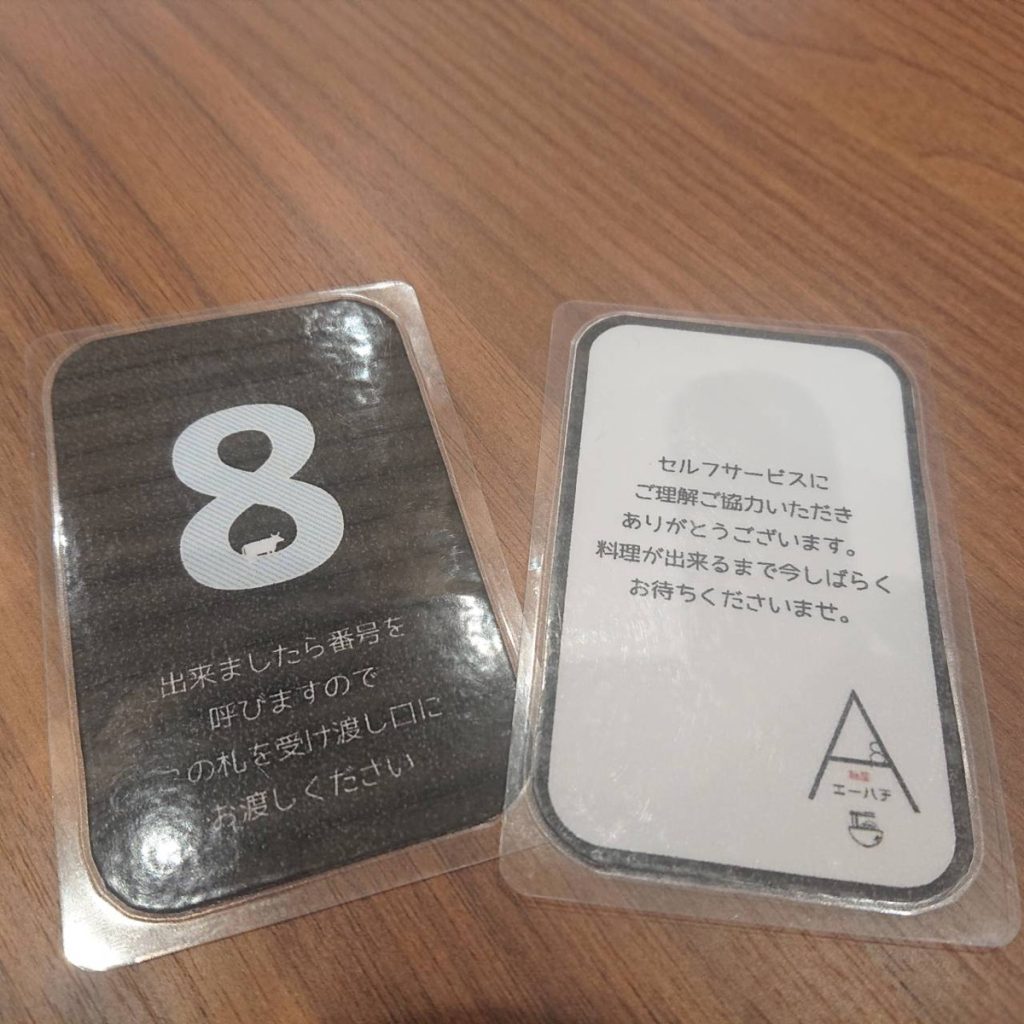 8
出来ましたら番号を
呼びますので
この札を受け渡し口に
お渡しください
セルフサービスに
ご理解ご協力いただき
ありがとうございます。
料理が出来るまで今しばらく
お待ちくださいませ。
A
8
麺屋
エーハチ